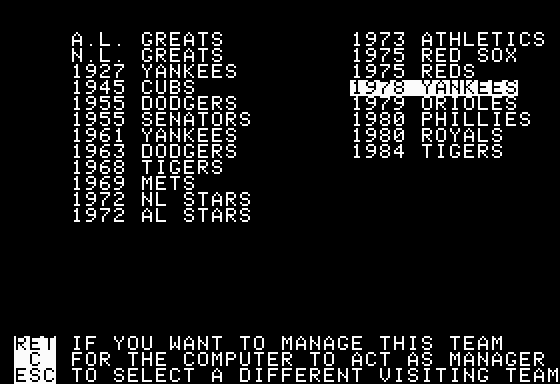 A.L. GREATS
N.L. GREATS
1927 YANKEES
1945 CUBS
1955 DODGERS
1955 SENATORS
1961 YANKEES
1963 DODGERS
1968 TIGERS
1969 METS
1972 NL STARS
1972 AL STARS
1973 ATHLETICS
1975 RED SOX
1975 REDS
1978 YANKEES
1979 ORIOLES
1980 PHILLIES
1980 ROYALS
1984 TIGERS
RET IF YOU WANT TO MANAGE THIS TEAM
C FOR THE COMPUTER TO ACT AS MANAGER
ESC TO SELECT A DIFFERENT VISITING TEAM